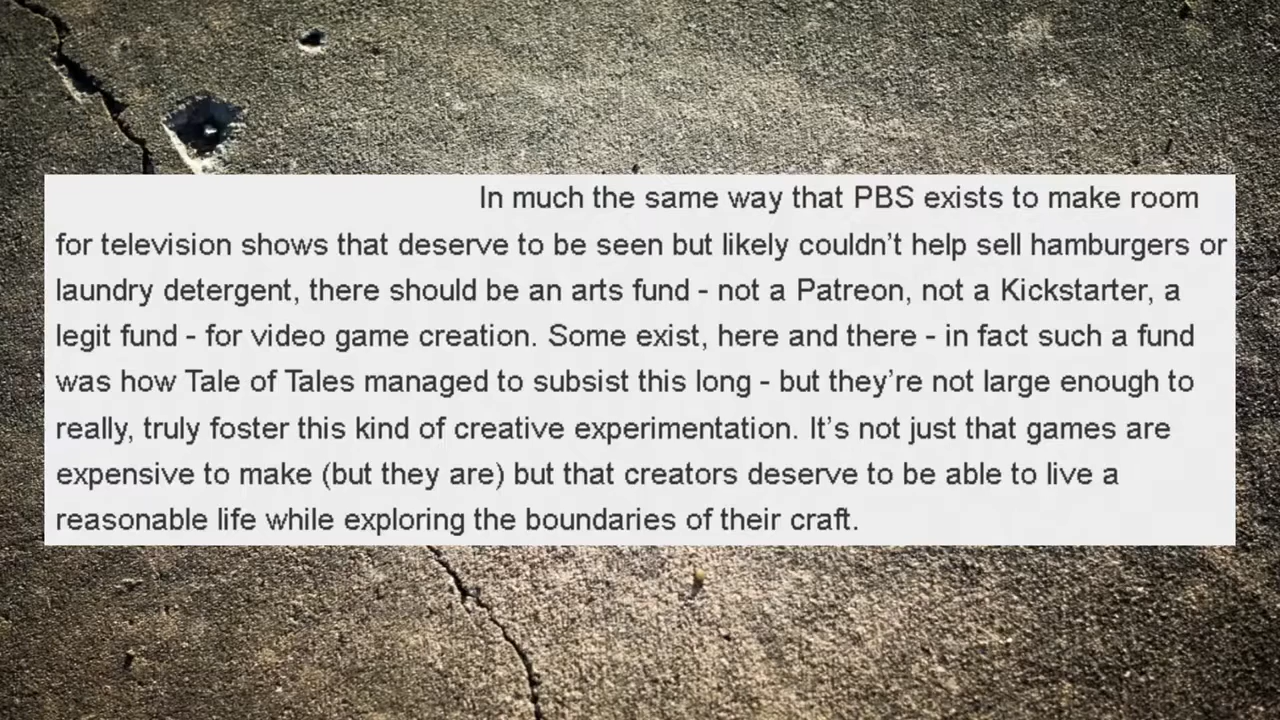 In much the same way that PBS exists to make room
for television shows that deserve to be seen but likely couldn’t help sell hamburgers or
laundry detergent, there should be an arts fund - not a Patreon, not a Kickstarter, a
legit fund - for video game creation. Some exist, here and there - in fact such a fund
was how Tale of Tales managed to subsist this long - but they’re not large enough to
really, truly foster this kind of creative experimentation. It’s not just that games are
expensive to make (but they are) but that creators deserve to be able to live a
reasonable life while exploring the boundaries of their craft.